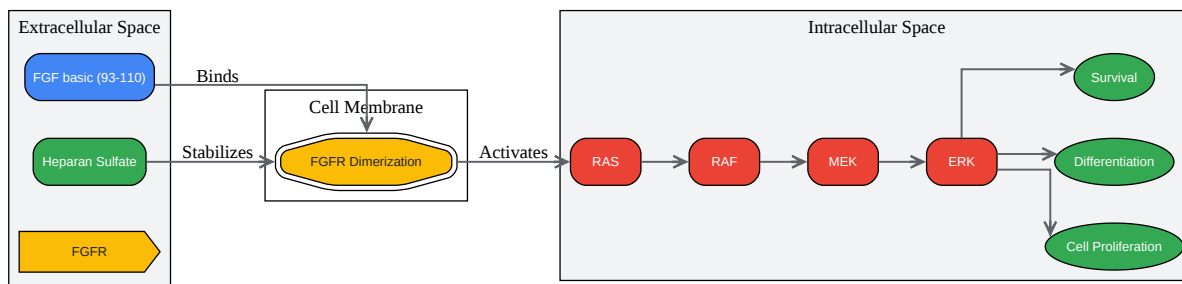 Extracellular Space
FGF basic (93-110)
Heparan Sulfate
FGFR
Binds
Stabilizes
Cell Membrane
FGFR Dimerization
Activates
Intracellular Space
RAS
RAF
MEK
ERK
Survival
Differentiation
Cell Proliferation